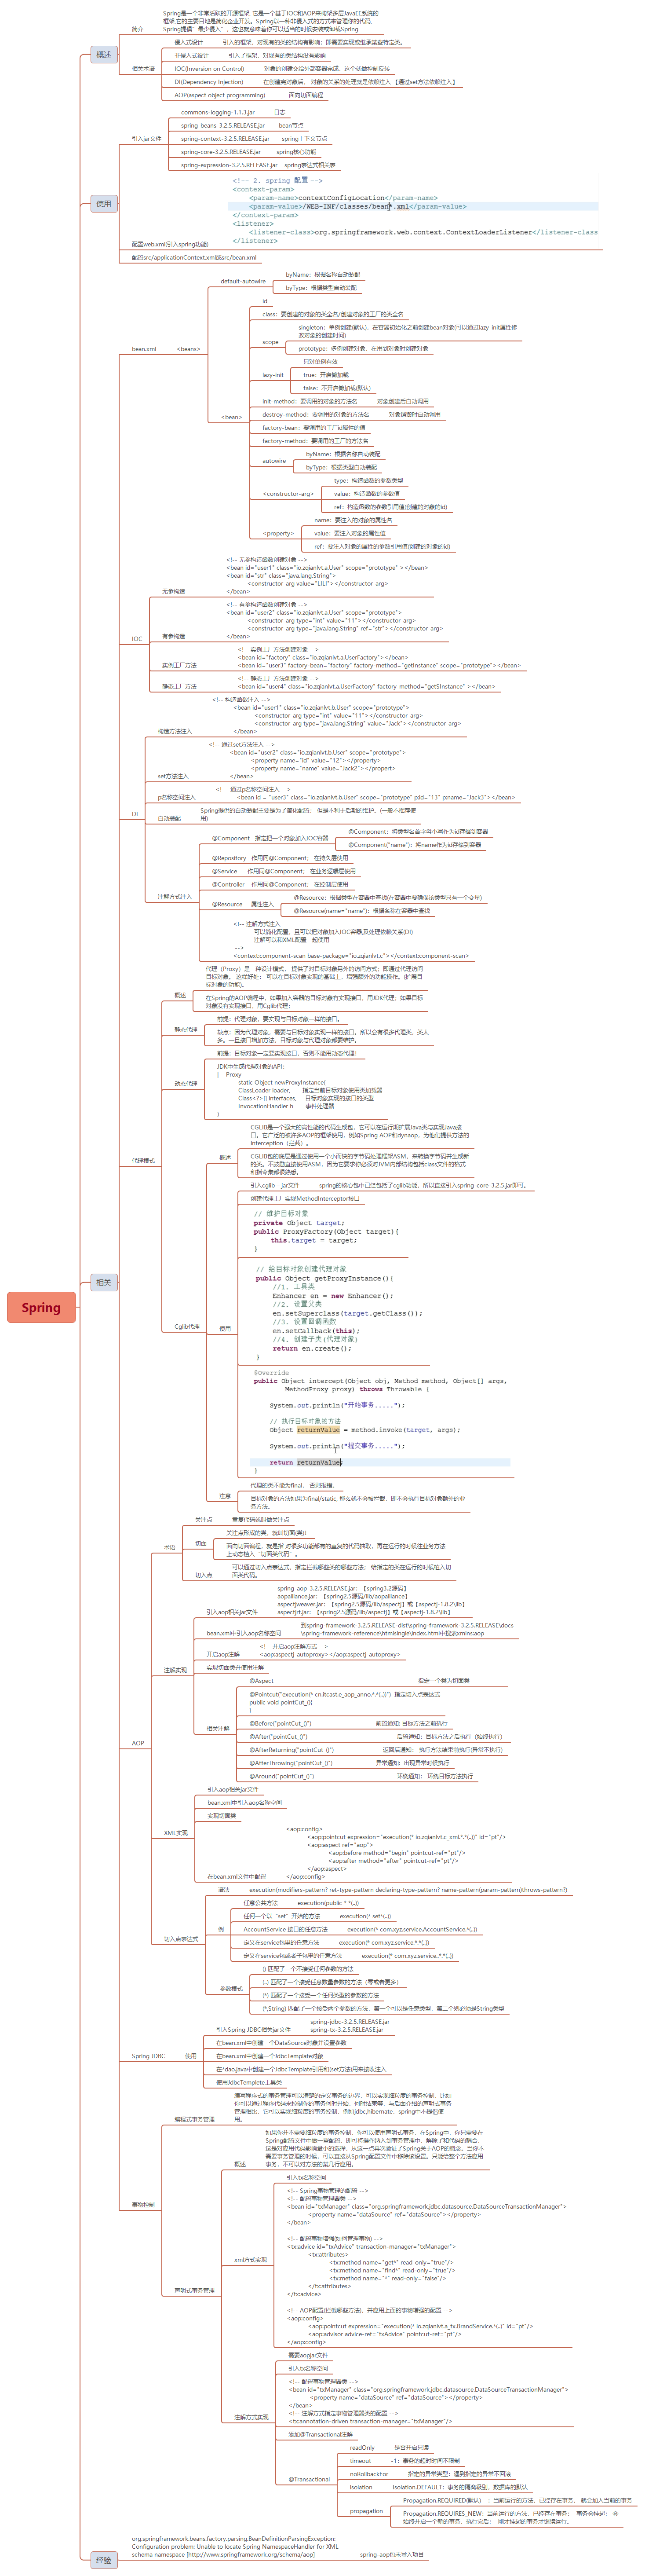 Spring
概述
简介
Spring是一个非常活跃的开源框架, 它是一个基于IOC和AOP来构架多层JavaEE系统的
框架,它的主要目地是简化企业开发。Spring以一种非侵入式的方式来管理你的代码,
Spring提倡”最少侵入”，这也就意味着你可以适当的时候安装或卸载Spring
相关术语
侵入式设计 引入的框架，对现有的类的结构有影响；即需要实现或继承某些特定类。
非侵入式设计 引入了框架，对现有的类结构没有影响
IOC(Inversion on Control) 对象的创建交给外部容器完成，这个就做控制反转
DI(Dependency Injection) 在创建完对象后， 对象的关系的处理就是依赖注入 【通过set方法依赖注入】
AOP(aspect object programming) 面向切面编程
使用
引入jar文件
commons-logging-1.1.3.jar 日志
spring-beans-3.2.5.RELEASE.jar bean节点
spring-context-3.2.5.RELEASE.jar spring上下文节点
spring-core-3.2.5.RELEASE.jar spring核心功能
spring-expression-3.2.5.RELEASE.jar spring表达式相关表
配置web.xml(引入spring功能)
<!-- 2. spring 配置 -->
<context-param>
<param-name>contextConfigLocation</param-name>
<param-value>/WEB-INF/classes/bean*.xml</param-value>
</context-param>
<listener>
<listener-class>org.springframework.web.context.ContextLoaderListener</listener-class
</listener>
配置src/applicationContext.xml或src/bean.xml
相关
bean.xml <beans>
default-autowire
byName：根据名称自动装配
byType：根据类型自动装配
<bean>
id
class：要创建的对象的类全名/创建对象的工厂的类全名
scope
singleton：单例创建(默认)，在容器初始化之前创建bean对象(可以通过lazy-init属性修
改对象的创建时间)
prototype：多例创建对象，在用到对象时创建对象
lazy-init
只对单例有效
true：开启懒加载
false：不开启懒加载(默认)
init-method：要调用的对象的方法名 对象创建后自动调用
destroy-method：要调用的对象的方法名 对象销毁时自动调用
factory-bean：要调用的工厂id属性的值
factory-method：要调用的工厂的方法名
autowire
byName：根据名称自动装配
byType：根据类型自动装配
<constructor-arg>
type：构造函数的参数类型
value：构造函数的参数值
ref：构造函数的参数引用值(创建的对象的id)
<property>
name：要注入的对象的属性名
value：要注入对象的属性值
ref：要注入对象的属性的参数引用值(创建的对象的id)
IOC
无参构造
<!-- 无参构造函数创建对象 -->
<bean id="user1" class="io.zqianlvt.a.User" scope="prototype" ></bean>
<bean id="str" class="java.lang.String">
<constructor-arg value="LILI"></constructor-arg>
</bean>
有参构造
<!-- 有参构造函数创建对象 -->
<bean id="user2" class="io.zqianlvt.a.User" scope="prototype">
<constructor-arg type="int" value="11"></constructor-arg>
<constructor-arg type="java.lang.String" ref="str"></constructor-arg>
</bean>
实例工厂方法
<!-- 实例工厂方法创建对象 -->
<bean id="factory" class="io.zqianlvt.a.UserFactory"></bean>
<bean id="user3" factory-bean="factory" factory-method="getInstance" scope="prototype"></bean>
静态工厂方法
<!-- 静态工厂方法创建对象 -->
<bean id="user4" class="io.zqianlvt.a.UserFactory" factory-method="getSInstance" ></bean>
DI
构造方法注入
<!-- 构造函数注入 -->
<bean id="user1" class="io.zqianlvt.b.User" scope="prototype">
<constructor-arg type="int" value="11"></constructor-arg>
<constructor-arg type="java.lang.String" value="Jack"></constructor-arg>
</bean>
set方法注入
<!-- 通过set方法注入 -->
<bean id="user2" class="io.zqianlvt.b.User" scope="prototype">
<property name="id" value="12"></property>
<property name="name" value="Jack2"></propert>
</bean>
p名称空间注入
<!-- 通过p名称空间注入 -->
<bean id = "user3" class="io.zqianlvt.b.User" scope="prototype" p:id="13" p:name="Jack3"></bean>
自动装配
Spring提供的自动装配主要是为了简化配置； 但是不利于后期的维护。(一般不推荐使
用)
注解方式注入
@Component 指定把一个对象加入IOC容器
@Component；将类型名首字母小写作为id存储到容器
@Component("name")；将name作为id存储到容器
@Repository 作用同@Component； 在持久层使用
@Service 作用同@Component； 在业务逻辑层使用
@Controller 作用同@Component； 在控制层使用
@Resource 属性注入
@Resource；根据类型在容器中查找(在容器中要确保该类型只有一个变量)
@Resource(name="name")；根据名称在容器中查找
<!-- 注解方式注入
可以简化配置，且可以把对象加入IOC容器,及处理依赖关系(DI)
注解可以和XML配置一起使用
-->
<context:component-scan base-package="io.zqianlvt.c"></context:component-scan>
代理模式
概述
代理（Proxy）是一种设计模式， 提供了对目标对象另外的访问方式；即通过代理访问
目标对象。 这样好处： 可以在目标对象实现的基础上，增强额外的功能操作。(扩展目
标对象的功能)。
在Spring的AOP编程中，如果加入容器的目标对象有实现接口，用JDK代理；如果目标
对象没有实现接口，用Cglib代理；
静态代理
前提：代理对象，要实现与目标对象一样的接口。
缺点：因为代理对象，需要与目标对象实现一样的接口。所以会有很多代理类，类太
多。一旦接口增加方法，目标对象与代理对象都要维护。
动态代理
前提：目标对象一定要实现接口，否则不能用动态代理！
JDK中生成代理对象的API：
|-- Proxy
static Object newProxyInstance(
ClassLoader loader, 指定当前目标对象使用类加载器
Class<?>[] interfaces, 目标对象实现的接口的类型
InvocationHandler h 事件处理器
)
Cglib代理
概述
CGLIB是一个强大的高性能的代码生成包，它可以在运行期扩展Java类与实现Java接
口。它广泛的被许多AOP的框架使用，例如Spring AOP和dynaop，为他们提供方法的
interception（拦截）。
CGLIB包的底层是通过使用一个小而快的字节码处理框架ASM，来转换字节码并生成新
的类。不鼓励直接使用ASM，因为它要求你必须对JVM内部结构包括class文件的格式
和指令集都很熟悉。
使用
引入cglib – jar文件 spring的核心包中已经包括了cglib功能，所以直接引入spring-core-3.2.5.jar即可。
创建代理工厂实现MethodInterceptor接口
// 维护目标对象
private Object target;
public ProxyFactory(Object target){
this.target = target;
}
// 给目标对象创建代理对象
public Object getProxyInstance(){
//1. 工具类
Enhancer en = new Enhancer();
//2. 设置父类
en.setSuperclass(target.getClass());
//3. 设置回调函数
en.setCallback(this);
//4. 创建子类(代理对象)
return en.create();
}
@Override
public Object intercept(Object obj, Method method, Object[] args,
MethodProxy proxy) throws Throwable {
System.out.println("开始事务.....");
// 执行目标对象的方法
Object returnValue = method.invoke(target, args);
System.out.println("提交事务.....");
return returnValue;
}
注意
代理的类不能为final， 否则报错。
目标对象的方法如果为final/static, 那么就不会被拦截，即不会执行目标对象额外的业
务方法。
AOP
术语
关注点 重复代码就叫做关注点
切面
关注点形成的类，就叫切面(类)！
面向切面编程，就是指 对很多功能都有的重复的代码抽取，再在运行的时候往业务方法
上动态植入“切面类代码”。
切入点
可以通过切入点表达式，指定拦截哪些类的哪些方法； 给指定的类在运行的时候植入切
面类代码。
注解实现
引入aop相关jar文件
spring-aop-3.2.5.RELEASE.jar: 【spring3.2源码】
aopalliance.jar: 【spring2.5源码/lib/aopalliance】
aspectjweaver.jar: 【spring2.5源码/lib/aspectj】或【aspectj-1.8.2\lib】
aspectjrt.jar: 【spring2.5源码/lib/aspectj】或【aspectj-1.8.2\lib】
bean.xml中引入aop名称空间
到spring-framework-3.2.5.RELEASE-dist\spring-framework-3.2.5.RELEASE\docs
\spring-framework-reference\htmlsingle\index.html中搜索xmlns:aop
开启aop注解
<!-- 开启aop注解方式 -->
<aop:aspectj-autoproxy></aop:aspectj-autoproxy>
实现切面类并使用注解
相关注解
@Aspect 指定一个类为切面类
@Pointcut("execution(* cn.itcast.e_aop_anno.*.*(..))") 指定切入点表达式
public void pointCut_(){
}
@Before("pointCut_()") 前置通知: 目标方法之前执行
@After("pointCut_()") 后置通知：目标方法之后执行（始终执行）
@AfterReturning("pointCut_()") 返回后通知： 执行方法结束前执行(异常不执行)
@AfterThrowing("pointCut_()") 异常通知: 出现异常时候执行
@Around("pointCut_()") 环绕通知： 环绕目标方法执行
XML实现
引入aop相关jar文件
bean.xml中引入aop名称空间
实现切面类
在bean.xml文件中配置
<aop:config>
<aop:pointcut expression="execution(* io.zqianlvt.c_xml.*.*(..))" id="pt"/>
<aop:aspect ref="aop">
<aop:before method="begin" pointcut-ref="pt"/>
<aop:after method="after" pointcut-ref="pt"/>
</aop:aspect>
</aop:config>
切入点表达式
语法 execution(modifiers-pattern? ret-type-pattern declaring-type-pattern? name-pattern(param-pattern)throws-pattern?)
例
任意公共方法 execution(public * *(..))
任何一个以“set”开始的方法 execution(* set*(..))
AccountService 接口的任意方法 execution(* com.xyz.service.AccountService.*(..))
定义在service包里的任意方法 execution(* com.xyz.service.*.*(..))
定义在service包或者子包里的任意方法 execution(* com.xyz.service..*.*(..))
参数模式
() 匹配了一个不接受任何参数的方法
(..) 匹配了一个接受任意数量参数的方法（零或者更多）
(*) 匹配了一个接受一个任何类型的参数的方法
(*,String) 匹配了一个接受两个参数的方法，第一个可以是任意类型，第二个则必须是String类型
Spring JDBC 使用
引入Spring JDBC相关jar文件
spring-jdbc-3.2.5.RELEASE.jar
spring-tx-3.2.5.RELEASE.jar
在bean.xml中创建一个DataSource对象并设置参数
在bean.xml中创建一个JdbcTemplate对象
在*dao.java中创建一个JdbcTemplate引用和(set方法)用来接收注入
使用JdbcTemplete工具类
事物控制
编程式事务管理
编写程序式的事务管理可以清楚的定义事务的边界，可以实现细粒度的事务控制，比如
你可以通过程序代码来控制你的事务何时开始，何时结束等，与后面介绍的声明式事务
管理相比，它可以实现细粒度的事务控制，例如jdbc,hibernate，spring中不提倡使
用。
声明式事务管理
概述
如果你并不需要细粒度的事务控制，你可以使用声明式事务，在Spring中，你只需要在
Spring配置文件中做一些配置，即可将操作纳入到事务管理中，解除了和代码的耦合，
这是对应用代码影响最小的选择，从这一点再次验证了Spring关于AOP的概念。当你不
需要事务管理的时候，可以直接从Spring配置文件中移除该设置。只能给整个方法应用
事务，不可以对方法的某几行应用。
xml方式实现
引入tx名称空间
<!-- Spring事物管理的配置 -->
<!-- 配置事物管理器类 -->
<bean id="txManager" class="org.springframework.jdbc.datasource.DataSourceTransactionManager">
<property name="dataSource" ref="dataSource"></property>
</bean>
<!-- 配置事物增强(如何管理事物) -->
<tx:advice id="txAdvice" transaction-manager="txManager">
<tx:attributes>
<tx:method name="get*" read-only="true"/>
<tx:method name="find*" read-only="true"/>
<tx:method name="*" read-only="false"/>
</tx:attributes>
</tx:advice>
<!-- AOP配置(拦截哪些方法)，并应用上面的事物增强的配置 -->
<aop:config>
<aop:pointcut expression="execution(* io.zqianlvt.a_tx.BrandService.*(..)" id="pt"/>
<aop:advisor advice-ref="txAdvice" pointcut-ref="pt"/>
</aop:config>
注解方式实现
需要aopjar文件
引入tx名称空间
<!-- 配置事物管理器类 -->
<bean id="txManager" class="org.springframework.jdbc.datasource.DataSourceTransactionManager">
<property name="dataSource" ref="dataSource"></property>
</bean>
<!-- 注解方式指定事物管理器类的配置 -->
<tx:annotation-driven transaction-manager="txManager"/>
添加@Transactional注解
@Transactional
readOnly 是否开启只读
timeout -1：事务的超时时间不限制
noRollbackFor 指定的异常类型：遇到指定的异常不回滚
isolation Isolation.DEFAULT：事务的隔离级别，数据库的默认
propagation
Propagation.REQUIRED(默认) ：当前运行的方法，已经存在事务， 就会加入当前的事务
Propagation.REQUIRES_NEW：当前运行的方法，已经存在事务： 事务会挂起； 会
始终开启一个新的事务，执行完后； 刚才挂起的事务才继续运行。
经验
org.springframework.beans.factory.parsing.BeanDefinitionParsingException:
Configuration problem: Unable to locate Spring NamespaceHandler for XML
schema namespace [http://www.springframework.org/schema/aop] spring-aop包未导入项目